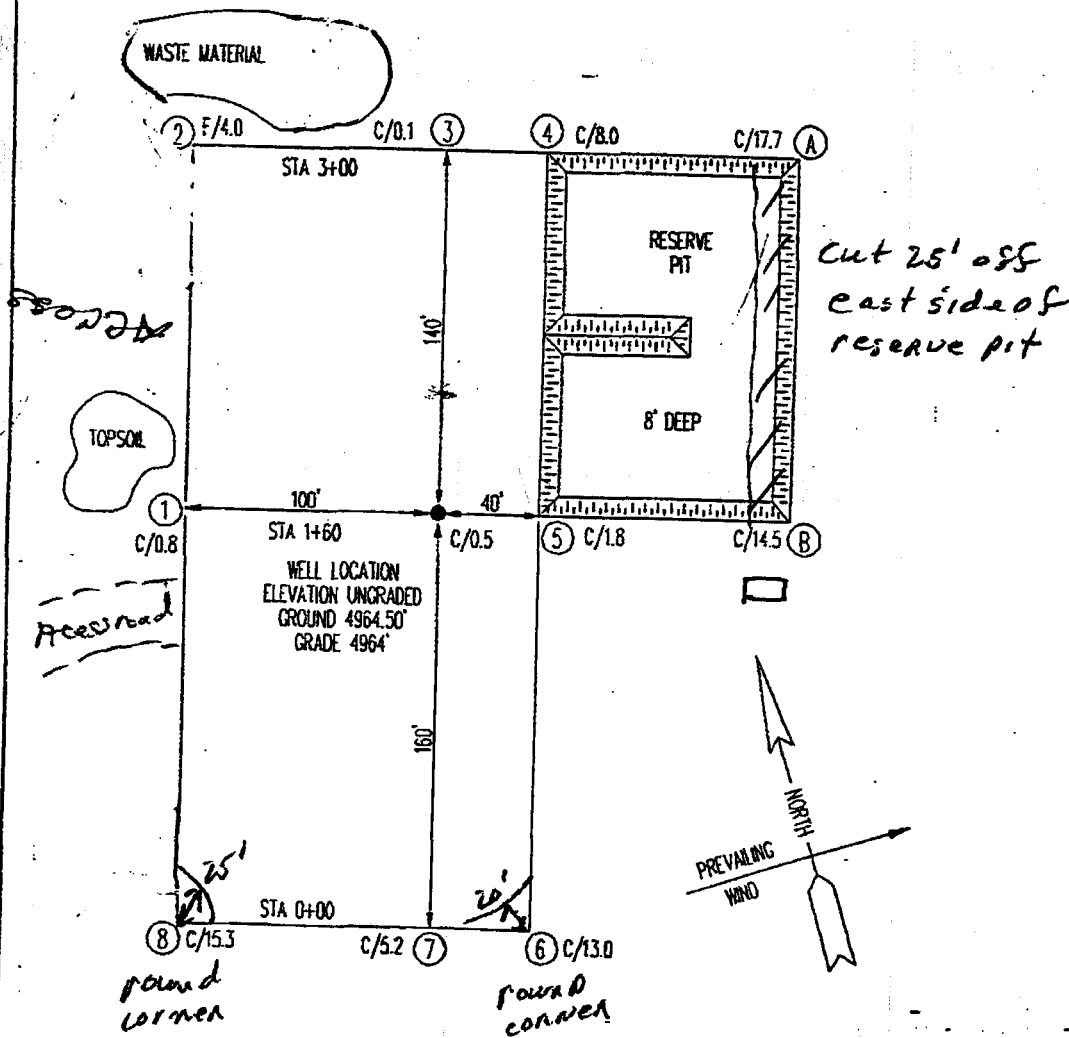 WASTE MATERIAL
2 F/4.0 C/0.1 3 4 C/8.0 C/17.7 A
STA 3+00
RESERVE
PIT
Cut 25' off
east side of
reserve pit
Access
140'
TOPSOIL
8' DEEP
1 100' 40'
C/0.8 STA 1+60 C/0.5 5 C/1.8 C/14.5 B
WELL LOCATION
ELEVATION UNGRADED
GROUND 4964.50'
GRADE 4964'
Acess road
160'
NORTH
PREVAILING
WIND
25' 20'
STA 0+00
8 C/15.3 C/5.2 7 6 C/13.0
round
corner
round
conner